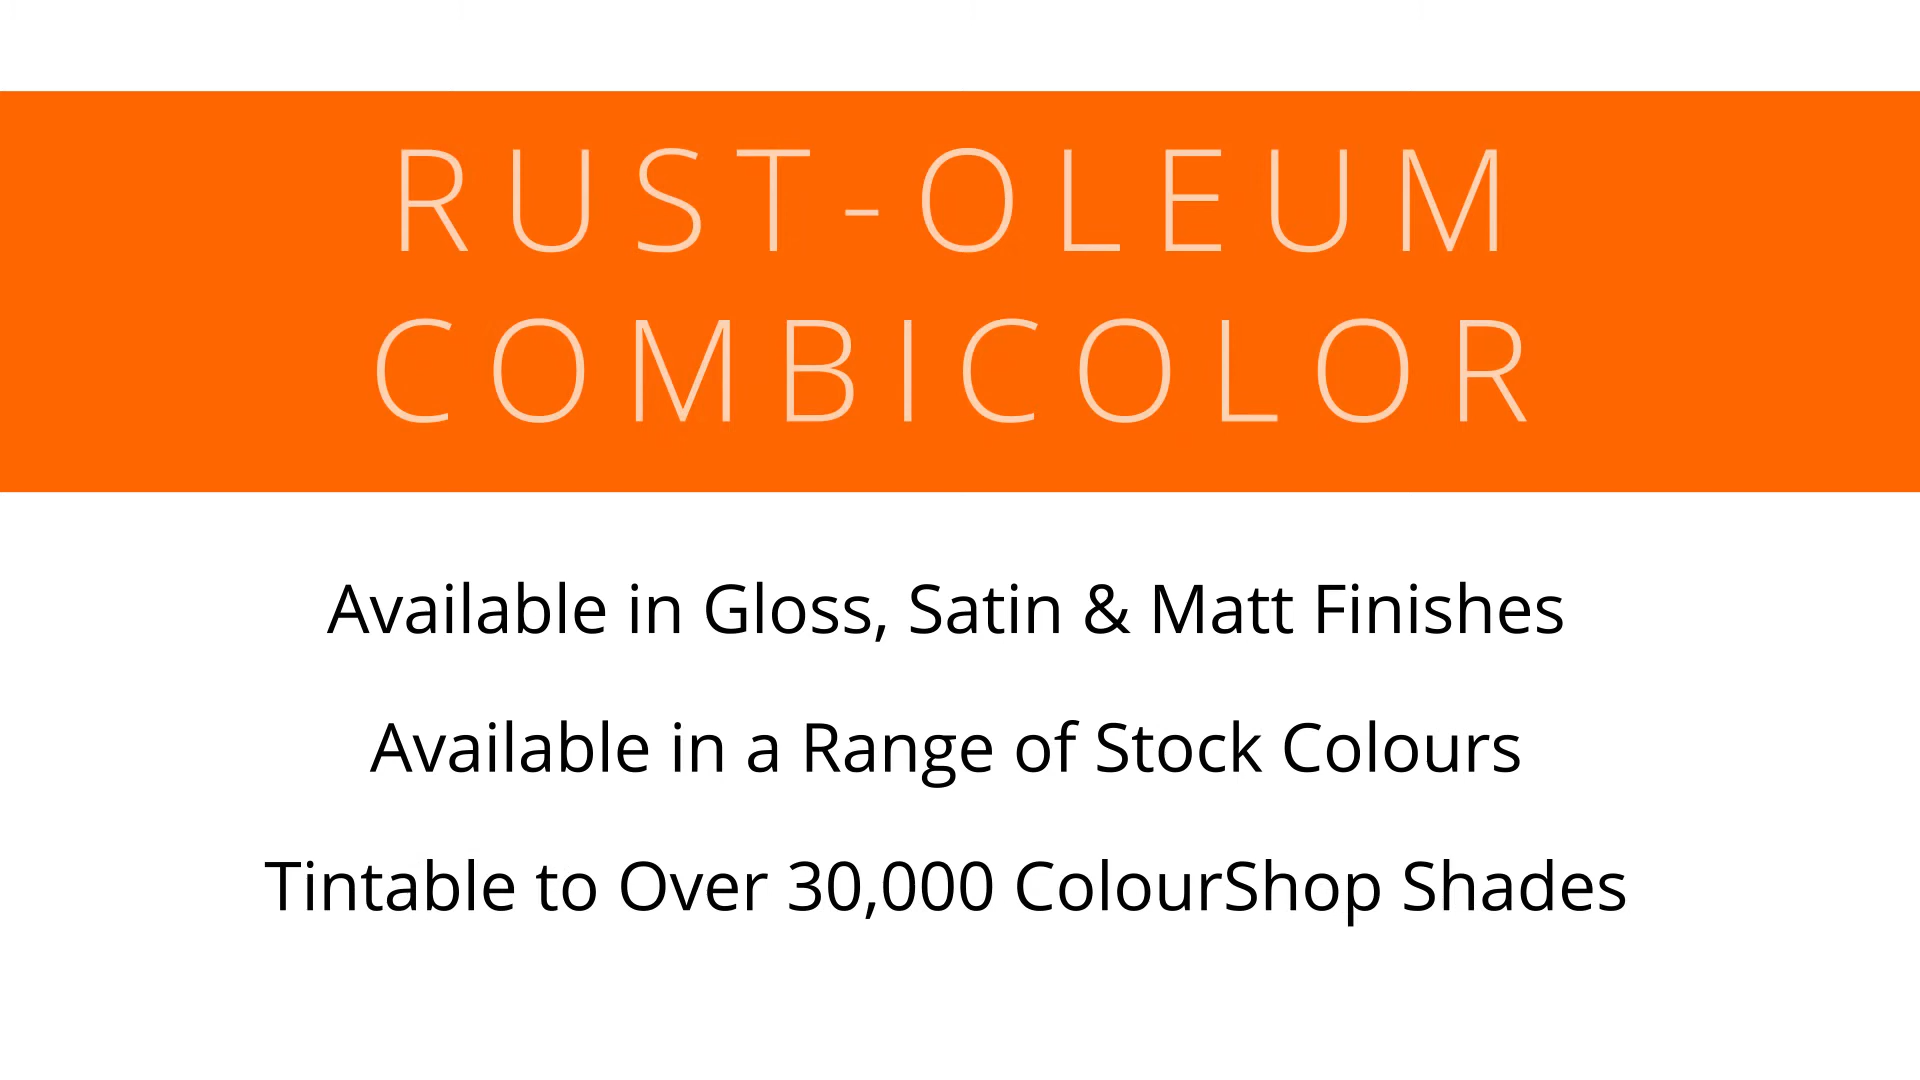 RUST-OLEUM
COMBICOLOR
Available in Gloss, Satin & Matt Finishes
Available in a Range of Stock Colours
Tintable to Over 30,000 ColourShop Shades